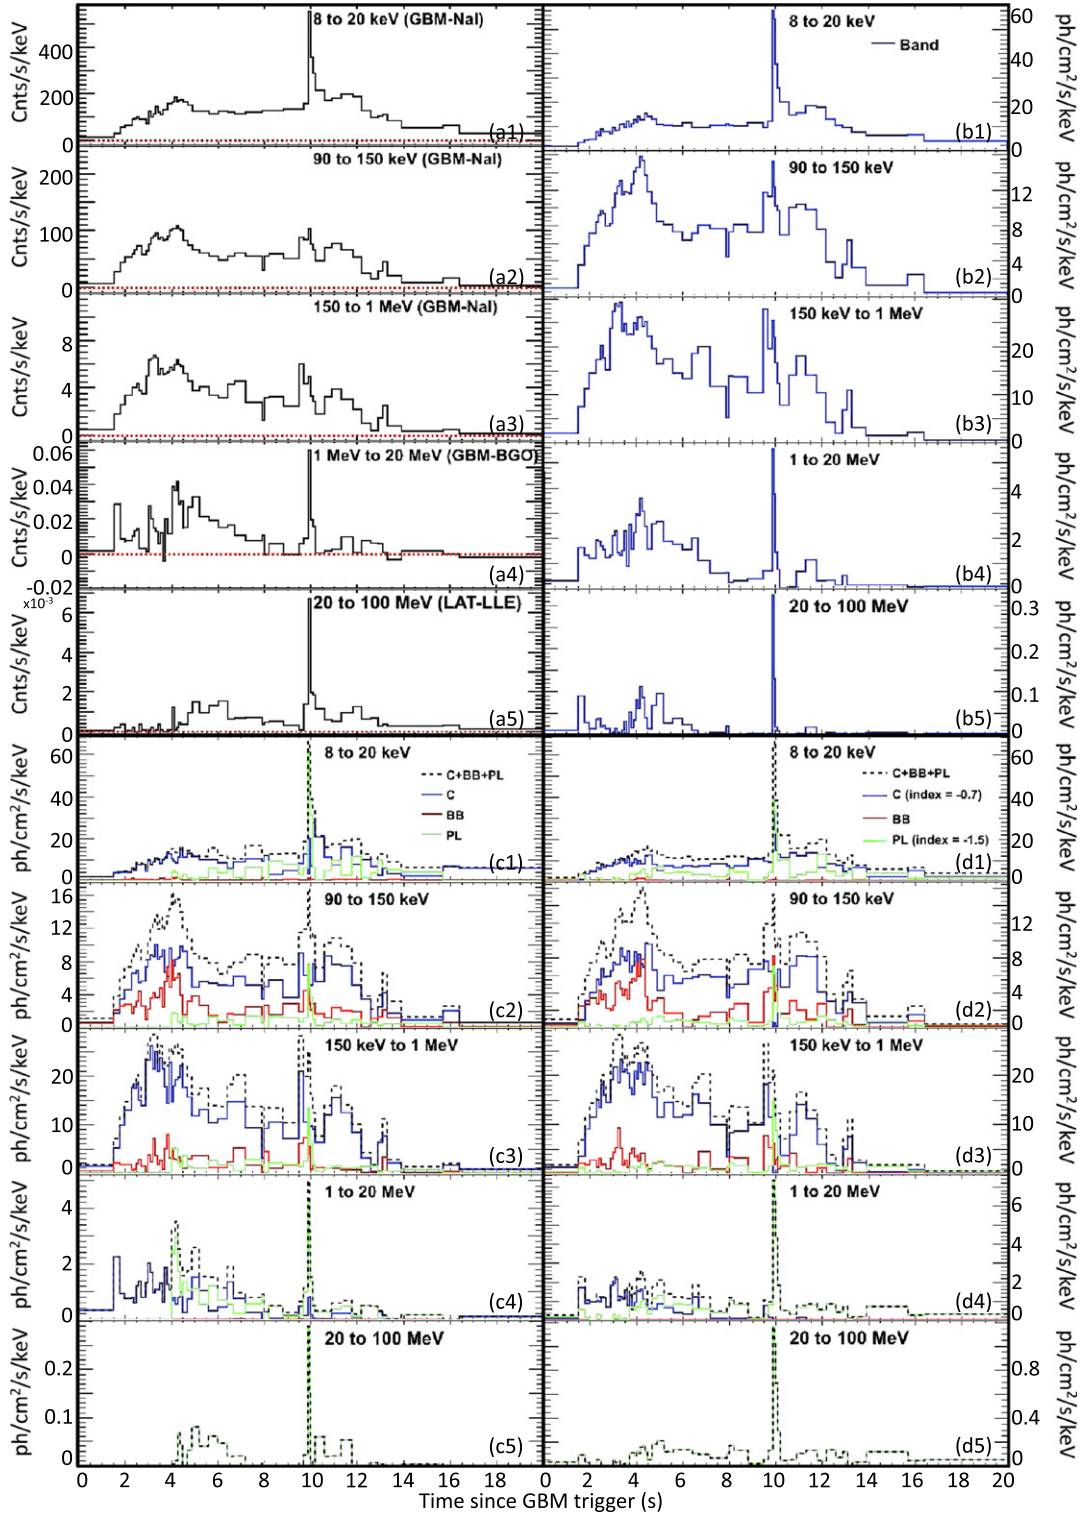 8 to 20 keV (GBM-NaI)
400
200
0
Cnts/s/keV
(a1)
8 to 20 keV
Band
60
40
20
0
ph/cm²/s/keV
(b1)
90 to 150 keV (GBM-NaI)
200
100
0
Cnts/s/keV
(a2)
90 to 150 keV
12
8
4
0
ph/cm²/s/keV
(b2)
150 to 1 MeV (GBM-NaI)
8
4
0
Cnts/s/keV
(a3)
150 keV to 1 MeV
20
10
0
ph/cm²/s/keV
(b3)
1 MeV to 20 MeV (GBM-BGO)
0.06
0.04
0.02
0
-0.02
Cnts/s/keV
(a4)
1 to 20 MeV
4
2
0
ph/cm²/s/keV
(b4)
x10⁻³
20 to 100 MeV (LAT-LLE)
6
4
2
0
Cnts/s/keV
(a5)
20 to 100 MeV
0.3
0.2
0.1
0
ph/cm²/s/keV
(b5)
8 to 20 keV
C+BB+PL
C
BB
PL
60
40
20
0
ph/cm²/s/keV
(c1)
8 to 20 keV
C+BB+PL
C (index = -0.7)
BB
PL (index = -1.5)
60
40
20
0
ph/cm²/s/keV
(d1)
90 to 150 keV
16
12
8
4
0
ph/cm²/s/keV
(c2)
90 to 150 keV
12
8
4
0
ph/cm²/s/keV
(d2)
150 keV to 1 MeV
20
10
0
ph/cm²/s/keV
(c3)
150 keV to 1 MeV
20
10
0
ph/cm²/s/keV
(d3)
1 to 20 MeV
4
2
0
ph/cm²/s/keV
(c4)
1 to 20 MeV
6
4
2
0
ph/cm²/s/keV
(d4)
20 to 100 MeV
0.2
0.1
0
ph/cm²/s/keV
(c5)
20 to 100 MeV
0.8
0.4
0
ph/cm²/s/keV
(d5)
0 2 4 6 8 10 12 14 16 18 0 2 4 6 8 10 12 14 16 18 20
Time since GBM trigger (s)